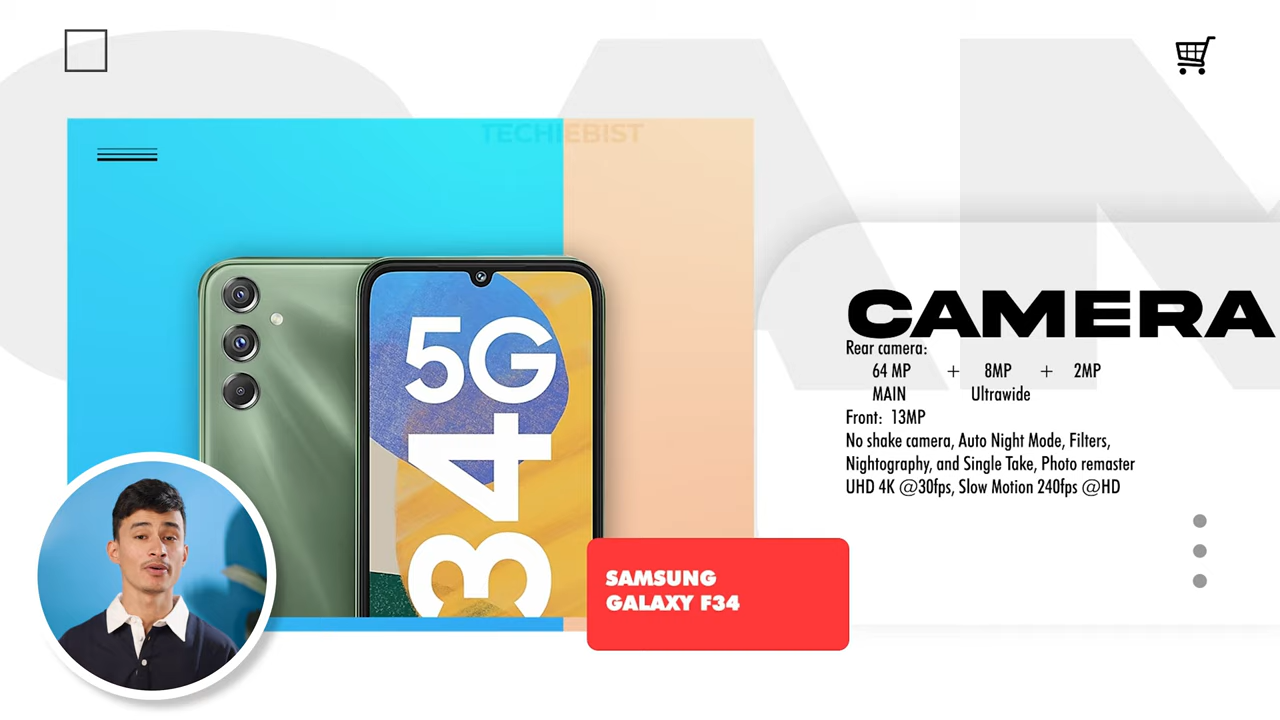 TECHIEBIST
5G
34
CAMERA
Rear camera:
64 MP + 8MP + 2MP
MAIN Ultrawide
Front: 13MP
No shake camera, Auto Night Mode, Filters,
Nightography, and Single Take, Photo remaster
UHD 4K @30fps, Slow Motion 240fps @HD
SAMSUNG
GALAXY F34